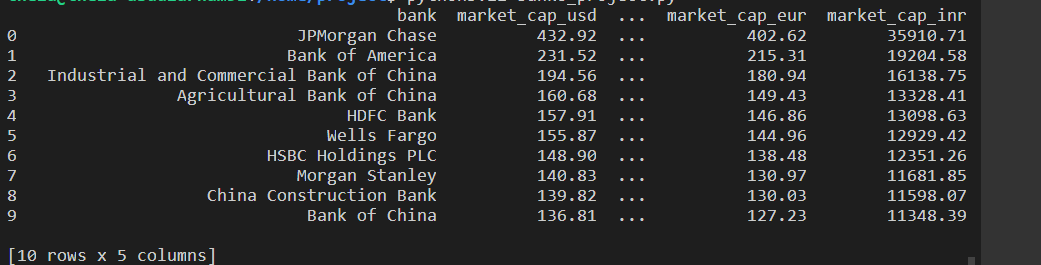 bank market_cap_usd ... market_cap_eur market_cap_inr
0 JPMorgan Chase 432.92 ... 402.62 35910.71
1 Bank of America 231.52 ... 215.31 19204.58
2 Industrial and Commercial Bank of China 194.56 ... 180.94 16138.75
3 Agricultural Bank of China 160.68 ... 149.43 13328.41
4 HDFC Bank 157.91 ... 146.86 13098.63
5 Wells Fargo 155.87 ... 144.96 12929.42
6 HSBC Holdings PLC 148.90 ... 138.48 12351.26
7 Morgan Stanley 140.83 ... 130.97 11681.85
8 China Construction Bank 139.82 ... 130.03 11598.07
9 Bank of China 136.81 ... 127.23 11348.39
[10 rows x 5 columns]